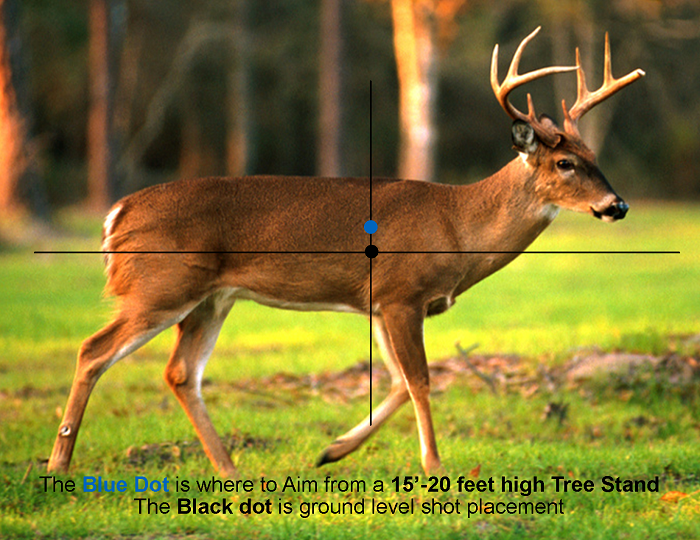 The Blue Dot is where to Aim from a 15’-20 feet high Tree Stand
The Black dot is ground level shot placement